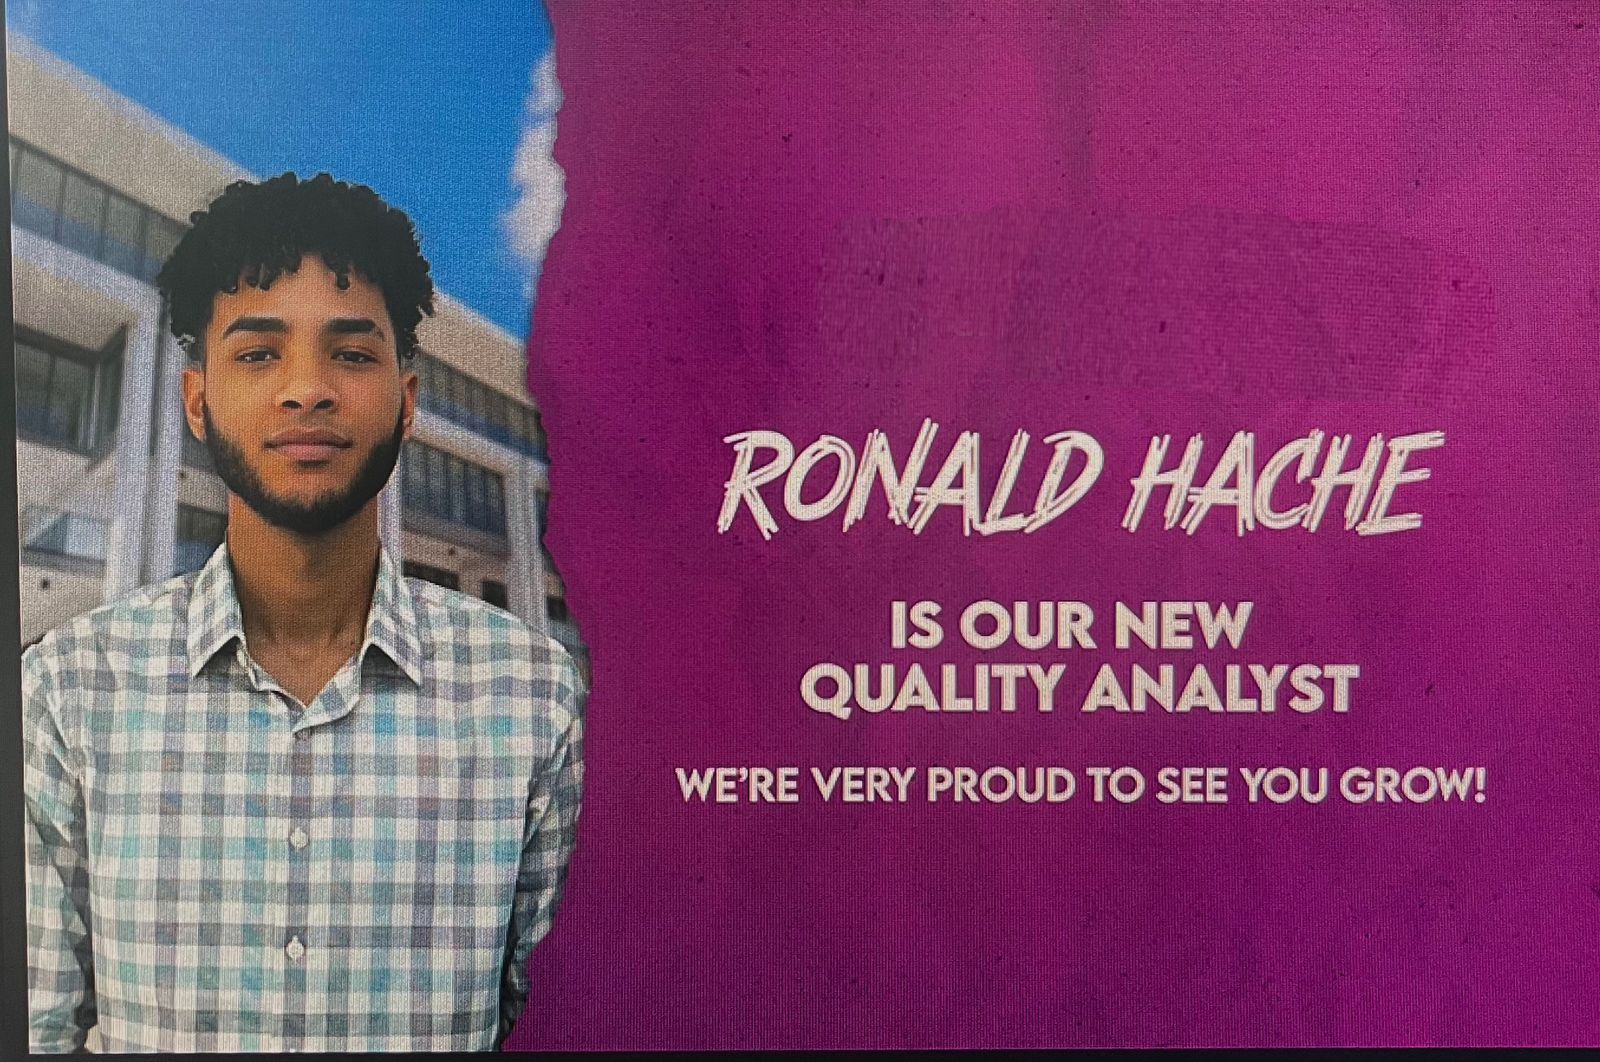 RONALD HACHE
IS OUR NEW
QUALITY ANALYST
WE'RE VERY PROUD TO SEE YOU GROW!